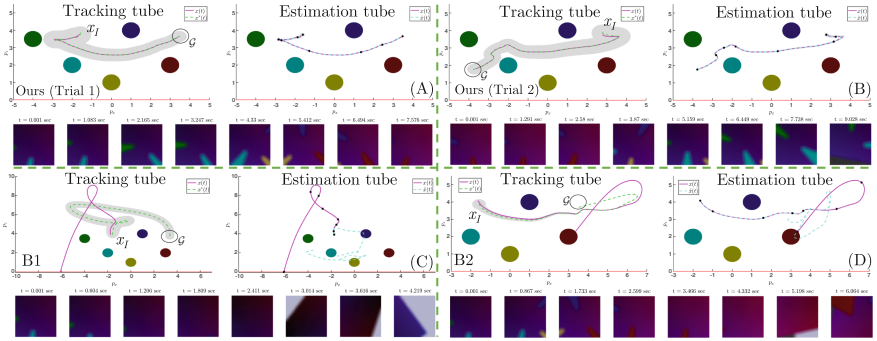 Tracking tube
x(t)
x*(t)
x_I
G
Ours (Trial 1)
p_x
p_z
Estimation tube
x(t)
x̂(t)
(A)
t = 0.001 sec
t = 1.083 sec
t = 2.165 sec
t = 3.247 sec
t = 4.33 sec
t = 5.412 sec
t = 6.494 sec
t = 7.576 sec
Tracking tube
x(t)
x*(t)
x_I
G
Ours (Trial 2)
Estimation tube
x(t)
x̂(t)
(B)
t = 0.001 sec
t = 1.291 sec
t = 2.58 sec
t = 3.87 sec
t = 5.159 sec
t = 6.449 sec
t = 7.738 sec
t = 9.028 sec
Tracking tube
x(t)
x*(t)
x_I
G
B1
Estimation tube
x(t)
x̂(t)
(C)
t = 0.001 sec
t = 0.604 sec
t = 1.206 sec
t = 1.809 sec
t = 2.411 sec
t = 3.014 sec
t = 3.616 sec
t = 4.219 sec
Tracking tube
x(t)
x*(t)
x_I
G
B2
Estimation tube
x(t)
x̂(t)
(D)
t = 0.001 sec
t = 0.867 sec
t = 1.733 sec
t = 2.599 sec
t = 3.466 sec
t = 4.332 sec
t = 5.198 sec
t = 6.064 sec